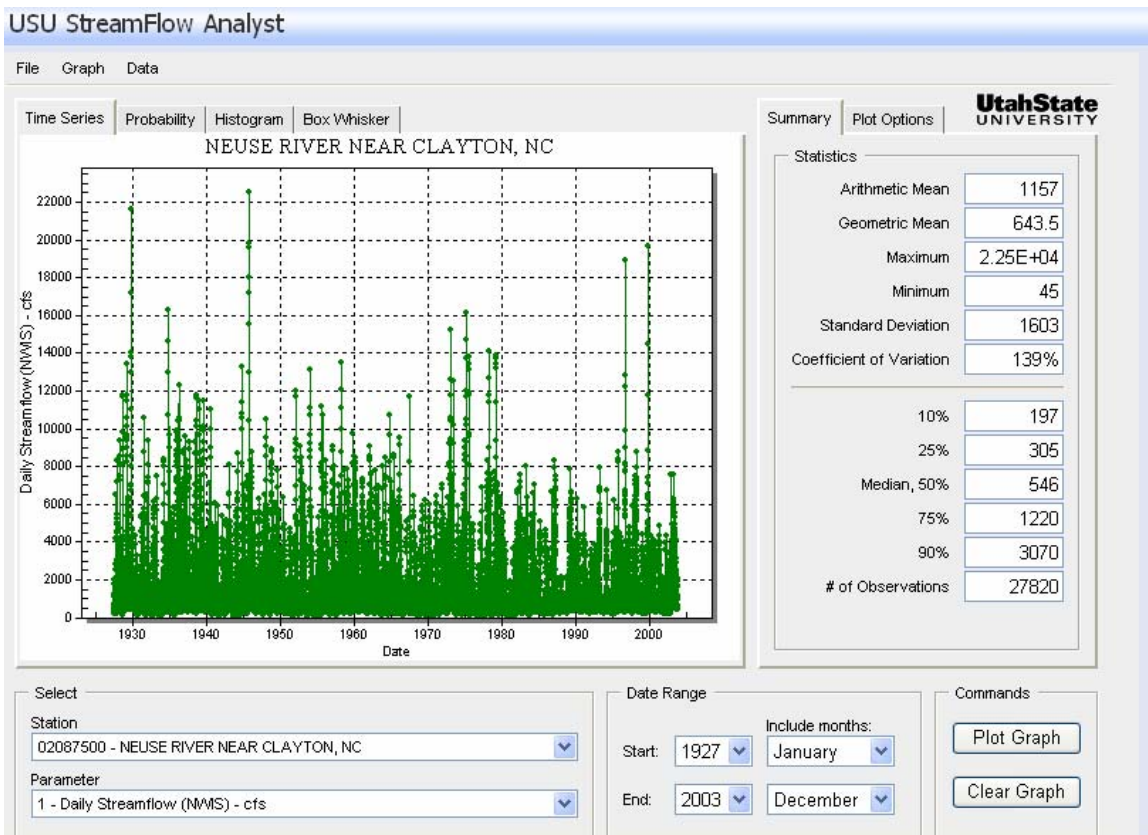 USU StreamFlow Analyst
File Graph Data
Time Series Probability Histogram Box Whisker
NEUSE RIVER NEAR CLAYTON, NC
Daily Streamflow (NWIS) - cfs
22000
20000
18000
16000
14000
12000
10000
8000
6000
4000
2000
0
1930 1940 1950 1960 1970 1980 1990 2000
Date
Summary Plot Options
UtahState
UNIVERSITY
Statistics
Arithmetic Mean 1157
Geometric Mean 643.5
Maximum 2.25E+04
Minimum 45
Standard Deviation 1603
Coefficient of Variation 139%
10% 197
25% 305
Median, 50% 546
75% 1220
90% 3070
# of Observations 27820
Select
Station
02087500 - NEUSE RIVER NEAR CLAYTON, NC
Parameter
1 - Daily Streamflow (NWIS) - cfs
Date Range
Include months:
Start: 1927 January
End: 2003 December
Commands
Plot Graph
Clear Graph